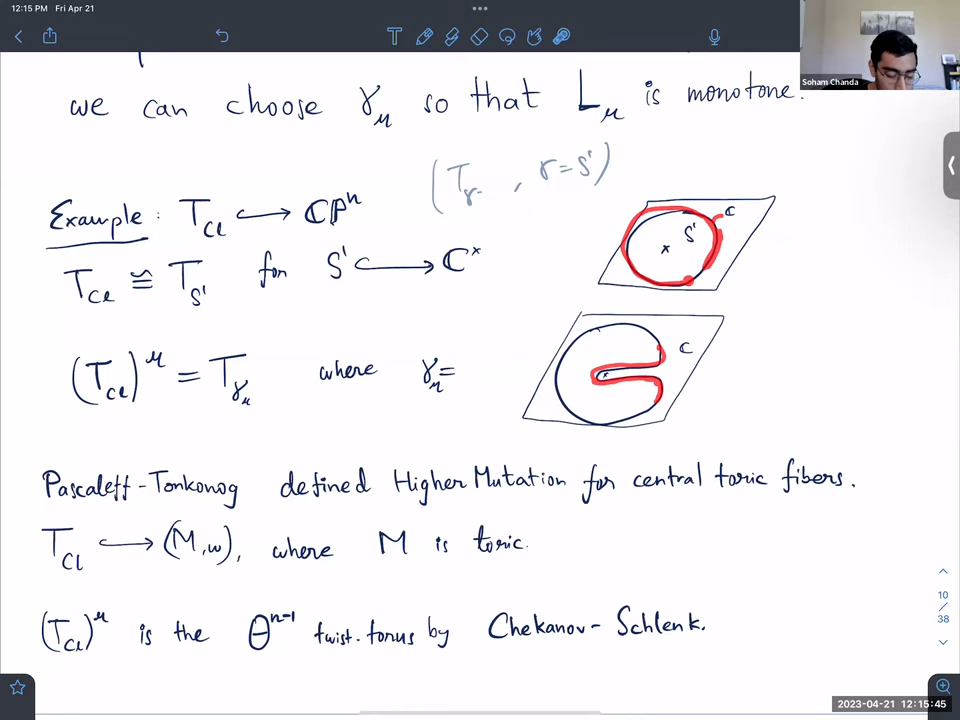 12:15 PM Fri Apr 21
Soham Chanda
we can choose γ_μ so that L_μ is monotone.
(T_γ , γ = S¹)
Example: T_Cl ↪ ℂPⁿ
T_Cl ≅ T_S¹ for S¹ ↪ ℂ^×
S¹
×
ℂ
(T_Cl)^μ = T_γ_μ where γ_μ =
×
ℂ
Pascaleff-Tonkonog defined Higher Mutation for central toric fibers.
T_Cl ↪ (M, ω), where M is toric.
(T_Cl)^μ is the Θ^{n-1} twist-torus by Chekanov-Schlenk.
10
/
38
2023-04-21 12:15:45